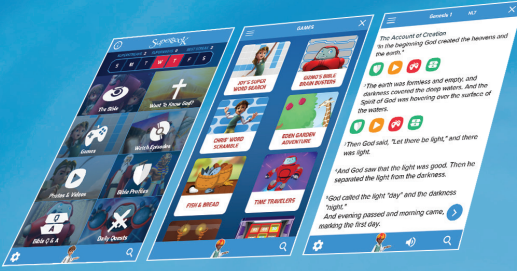 Superbook
S M T W T F S
The Bible
Want To Know God?
Games
Watch Episodes
Photos & Videos
Bible Profiles
Q
A
Bible Q & A
Daily Quests
GAMES
JOY'S SUPER
WORD SEARCH
GIZMO'S BIBLE
BRAIN BUSTERS
CHRIS' WORD
SCRAMBLE
EDEN GARDEN
ADVENTURE
FISH & BREAD
TIME TRAVELERS
Genesis 1 NLT
The Account of Creation
¹In the beginning God created the heavens and
the earth.
²The earth was formless and empty, and
darkness covered the deep waters. And the
Spirit of God was hovering over the surface of
the waters.
³Then God said, "Let there be light," and there
was light.
⁴And God saw that the light was good. Then he
separated the light from the darkness.
⁵God called the light "day" and the darkness
"night."
And evening passed and morning came,
marking the first day.